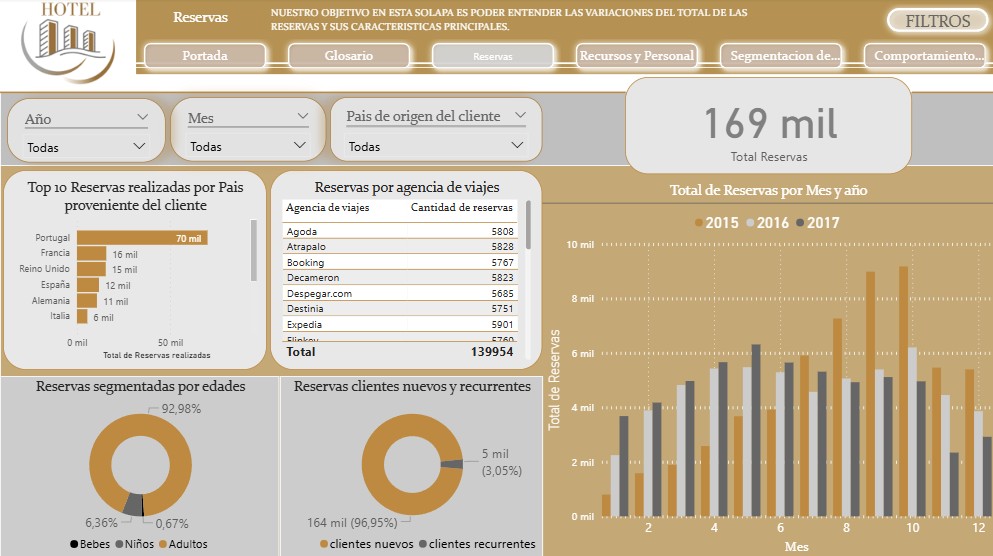 HOTEL
Reservas
NUESTRO OBJETIVO EN ESTA SOLAPA ES PODER ENTENDER LAS VARIACIONES DEL TOTAL DE LAS
RESERVAS Y SUS CARACTERISTICAS PRINCIPALES.
FILTROS
Portada
Glosario
Reservas
Recursos y Personal
Segmentacion de...
Comportamiento...
Año
Todas
Mes
Todas
Pais de origen del cliente
Todas
169 mil
Total Reservas
Top 10 Reservas realizadas por Pais
proveniente del cliente
Portugal 70 mil
Francia 16 mil
Reino Unido 15 mil
España 12 mil
Alemania 11 mil
Italia 6 mil
0 mil 50 mil
Total de Reservas realizadas
Reservas por agencia de viajes
Agencia de viajes Cantidad de reservas
Agoda 5808
Atrapalo 5828
Booking 5767
Decameron 5823
Despegar.com 5685
Destinia 5751
Expedia 5901
Total 139954
Total de Reservas por Mes y año
2015 2016 2017
Total de Reservas
10 mil
8 mil
6 mil
4 mil
2 mil
0 mil
2 4 6 8 10 12
Mes
Reservas segmentadas por edades
92,98%
6,36%
0,67%
Bebes Niños Adultos
Reservas clientes nuevos y recurrentes
5 mil
(3,05%)
164 mil (96,95%)
clientes nuevos clientes recurrentes